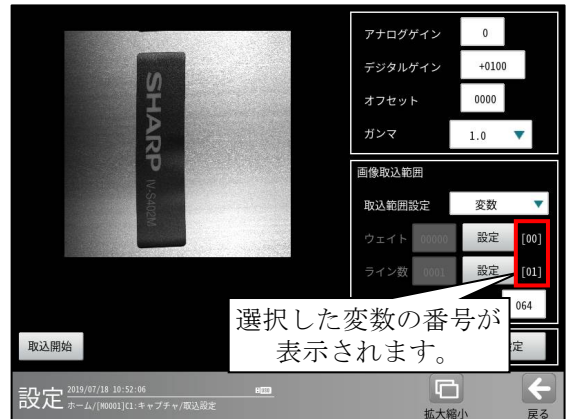 アナログゲイン 0
デジタルゲイン +0100
オフセット 0000
ガンマ 1.0
SHARP
IV-S402M
画像取込範囲
取込範囲設定 変数
ウェイト 00000 設定 [00]
ライン数 0001 設定 [01]
064
選択した変数の番号が
表示されます。
取込開始
定
設定 2019/07/18 10:52:06
ホーム/[M0001]C1:キャプチャ/取込設定
拡大縮小 戻る